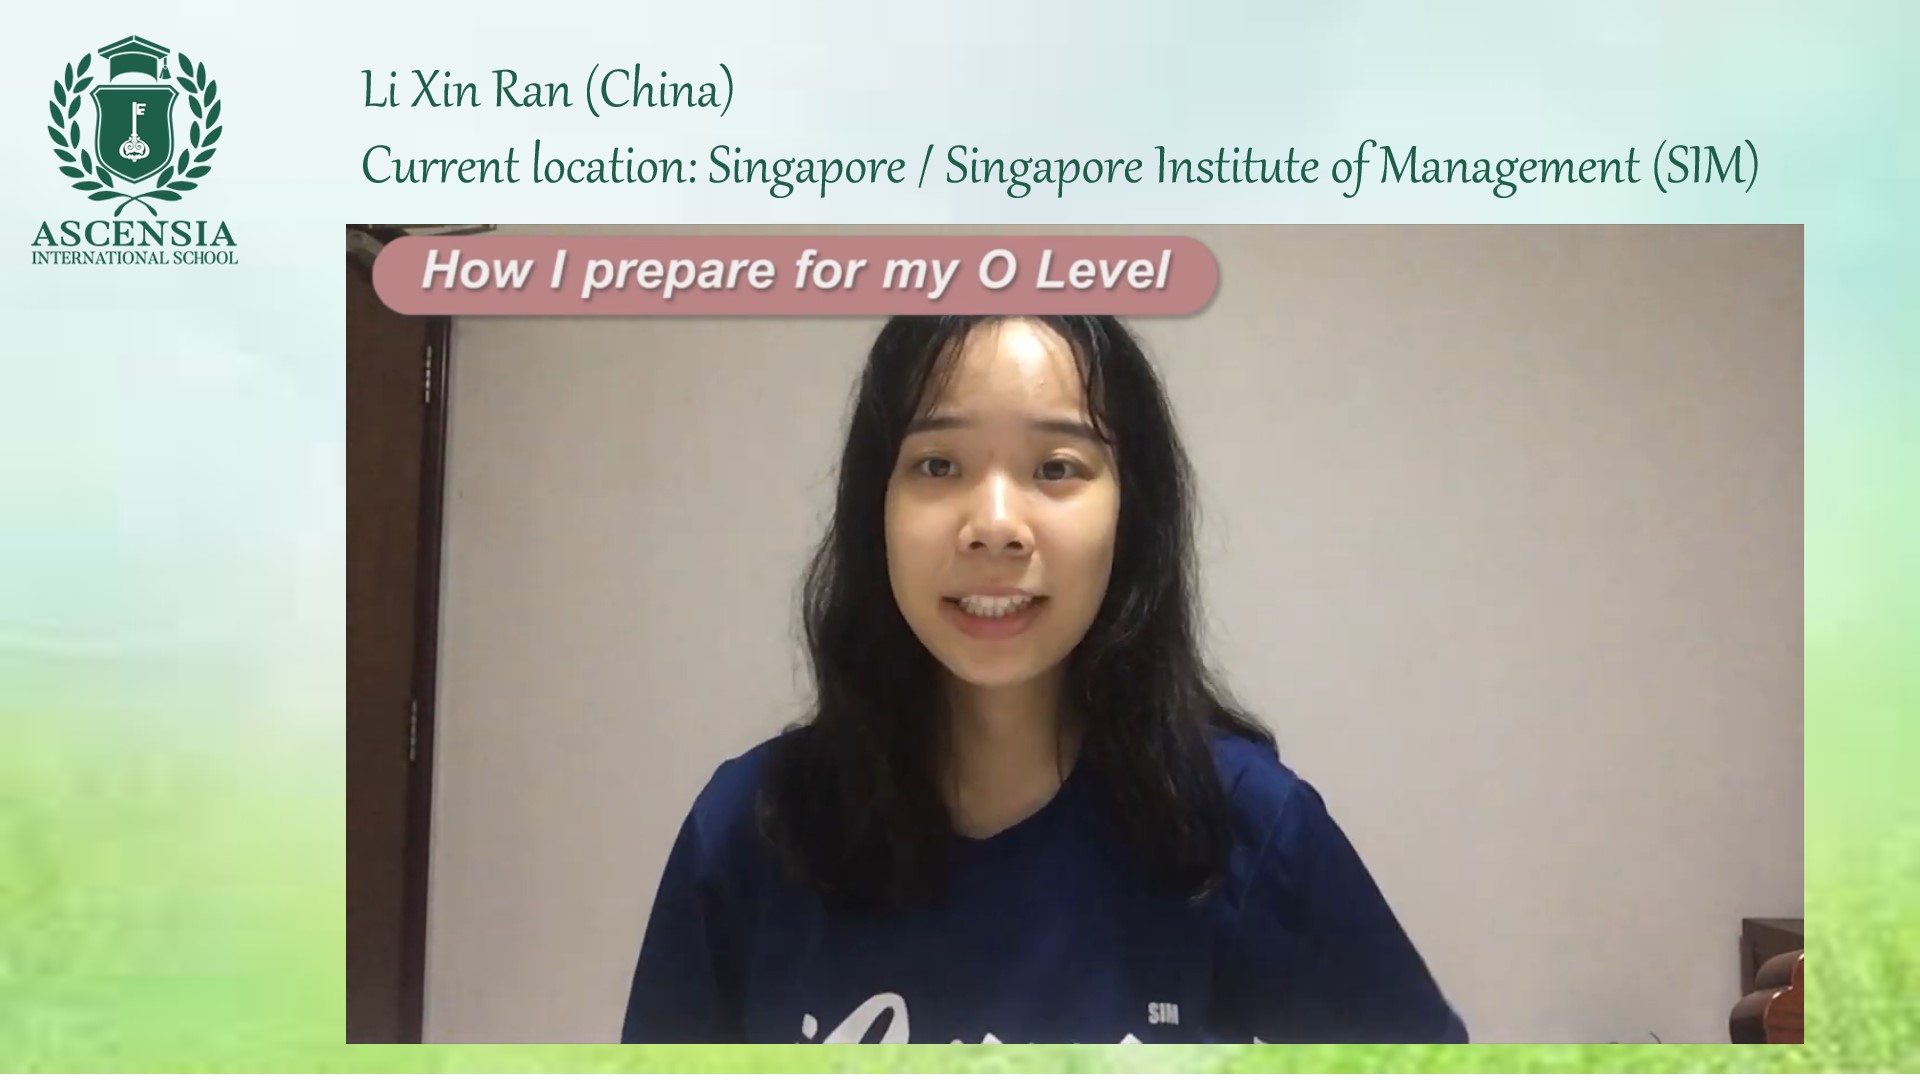 ASCENSIA
INTERNATIONAL SCHOOL
Li Xin Ran (China)
Current location: Singapore / Singapore Institute of Management (SIM)
How I prepare for my O Level
SIM